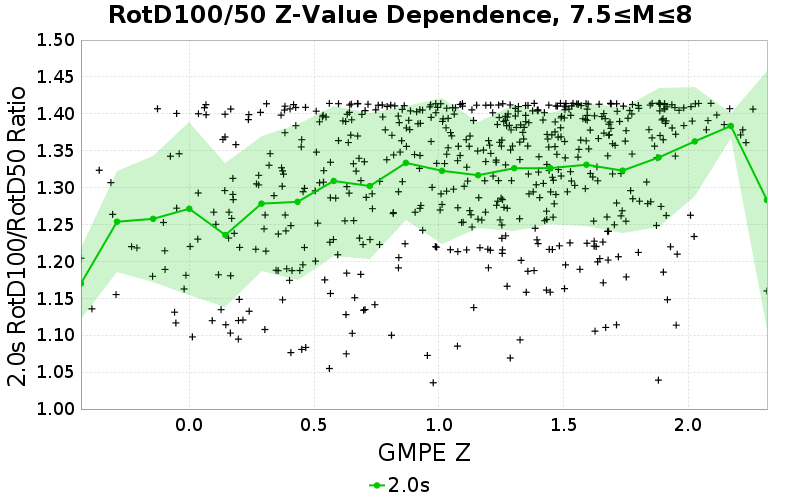 RotD100/50 Z-Value Dependence, 7.5≤M≤8
2.0s RotD100/RotD50 Ratio
1.50
1.45
1.40
1.35
1.30
1.25
1.20
1.15
1.10
1.05
1.00
0.0 0.5 1.0 1.5 2.0
GMPE Z
2.0s